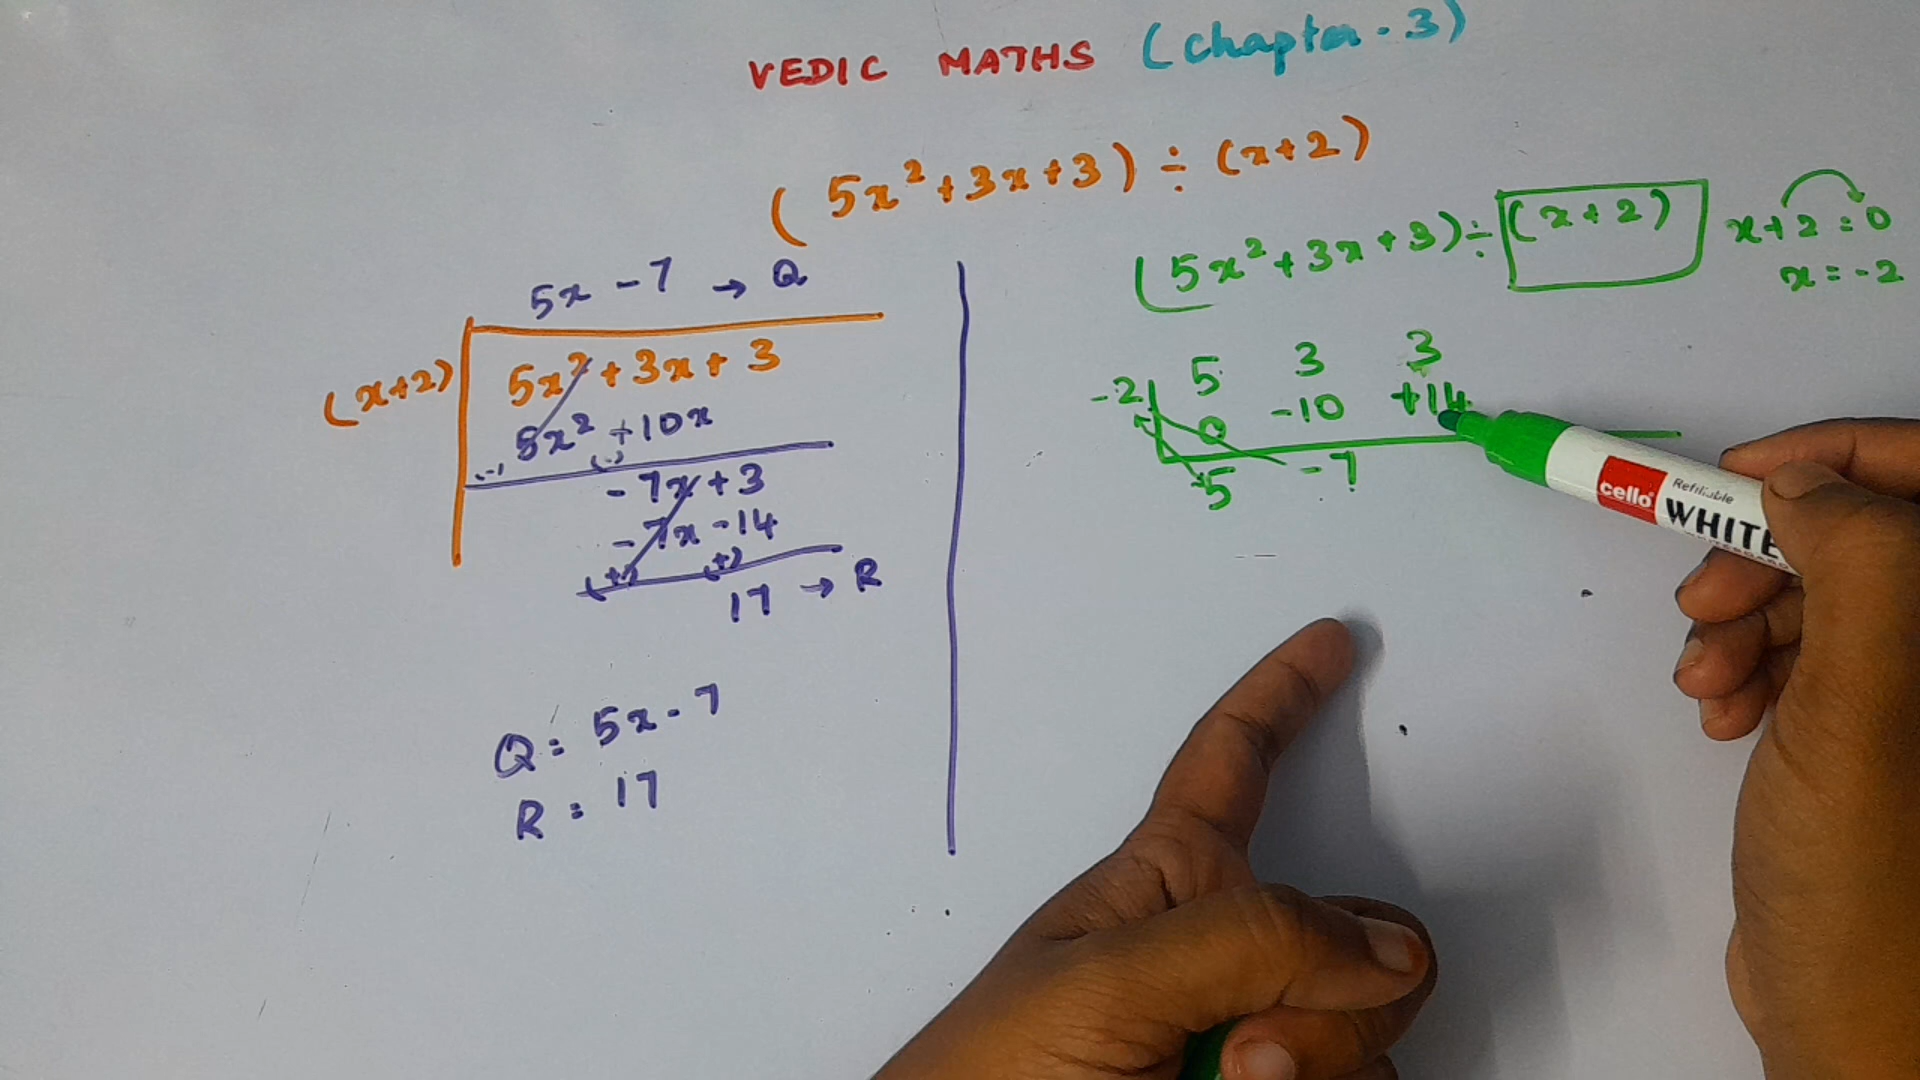 VEDIC MATHS (Chapter-3)
(5x²+3x+3) ÷ (x+2)
5x - 7 → Q
(x+2) 5x²+3x+3
5x²+10x
(-) (-)
-7x+3
-7x-14
(+) (+)
17 → R
Q = 5x-7
R = 17
(5x²+3x+3)÷(x+2)
x+2=0
x=-2
-2 5 3 3
0 -10 +14
5 -7
cello
Refillable
WHITE